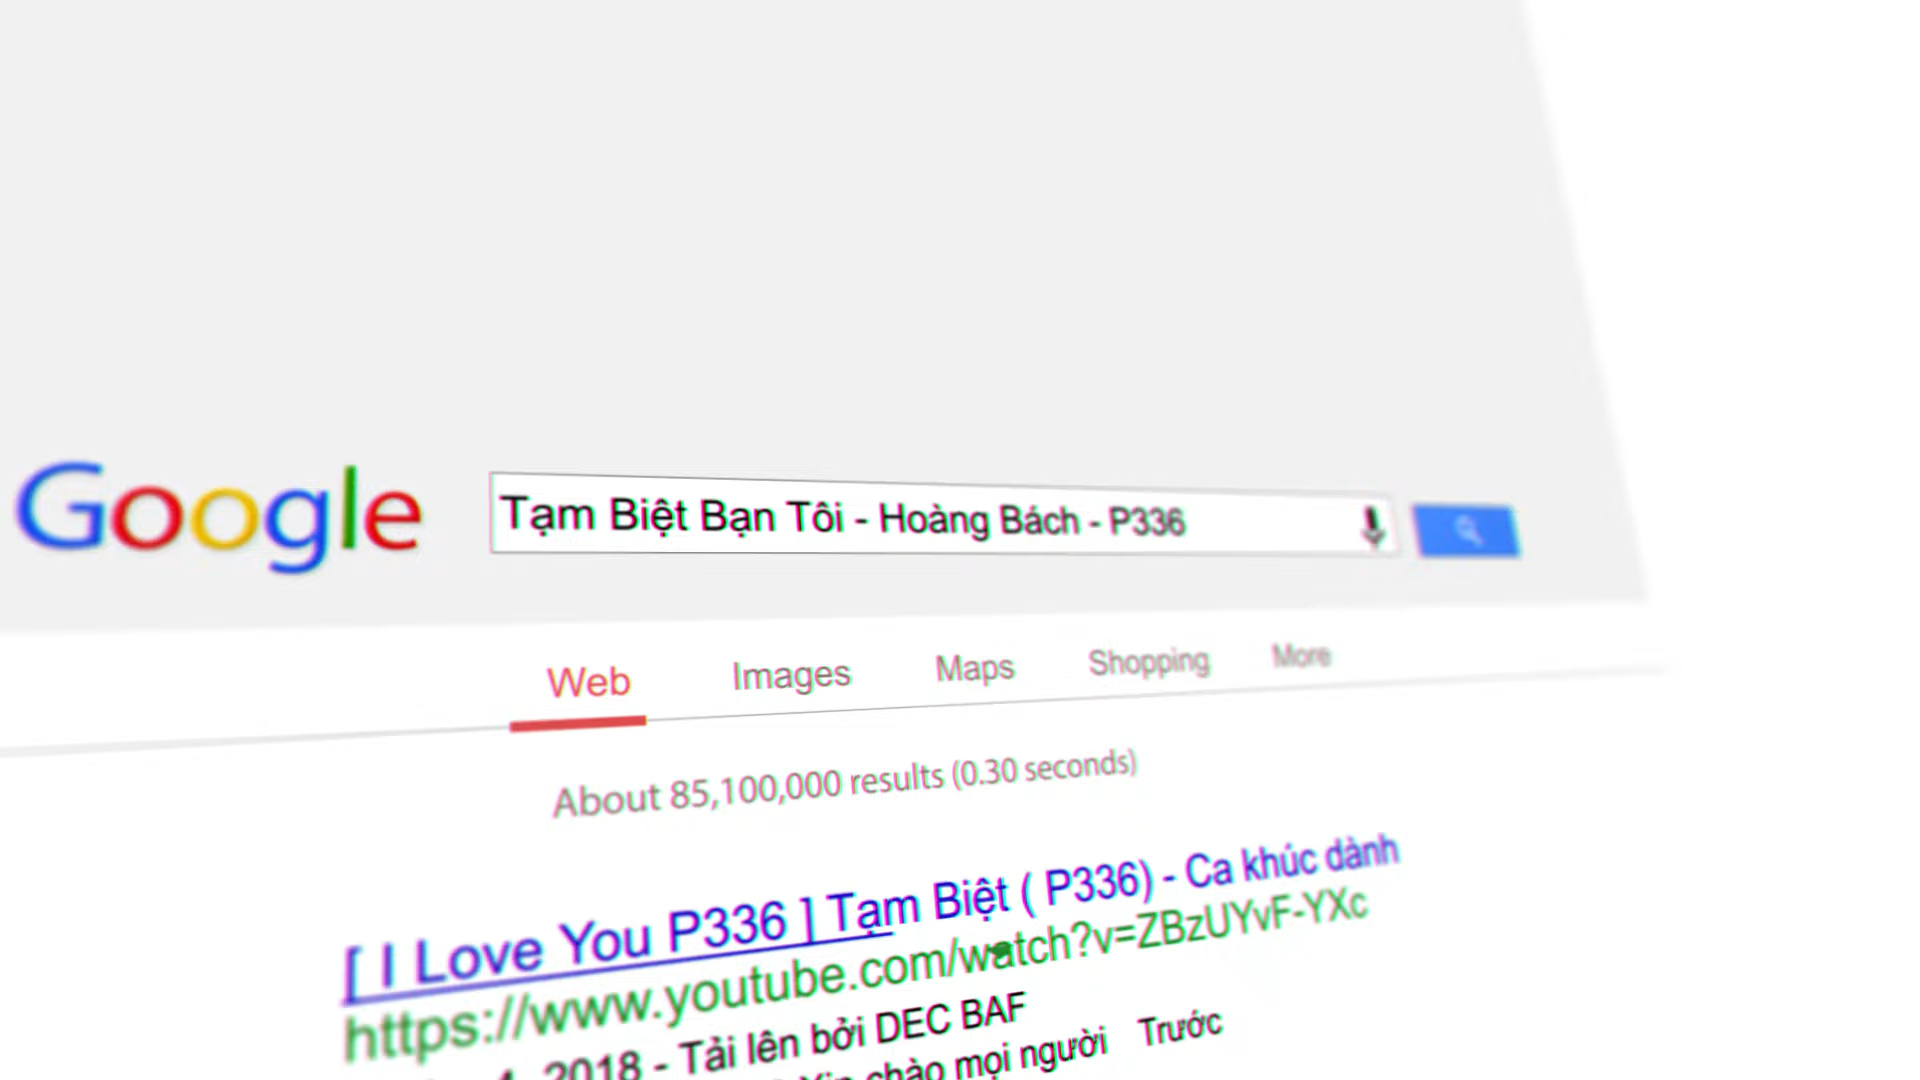 Google
Tạm Biệt Bạn Tôi - Hoàng Bách - P336
Web Images Maps Shopping More
About 85,100,000 results (0.30 seconds)
[ I Love You P336 ] Tạm Biệt ( P336) - Ca khúc dành
https://www.youtube.com/watch?v=ZBzUYvF-YXc
4, 2018 - Tải lên bởi DEC BAF
chào mọi người Trước